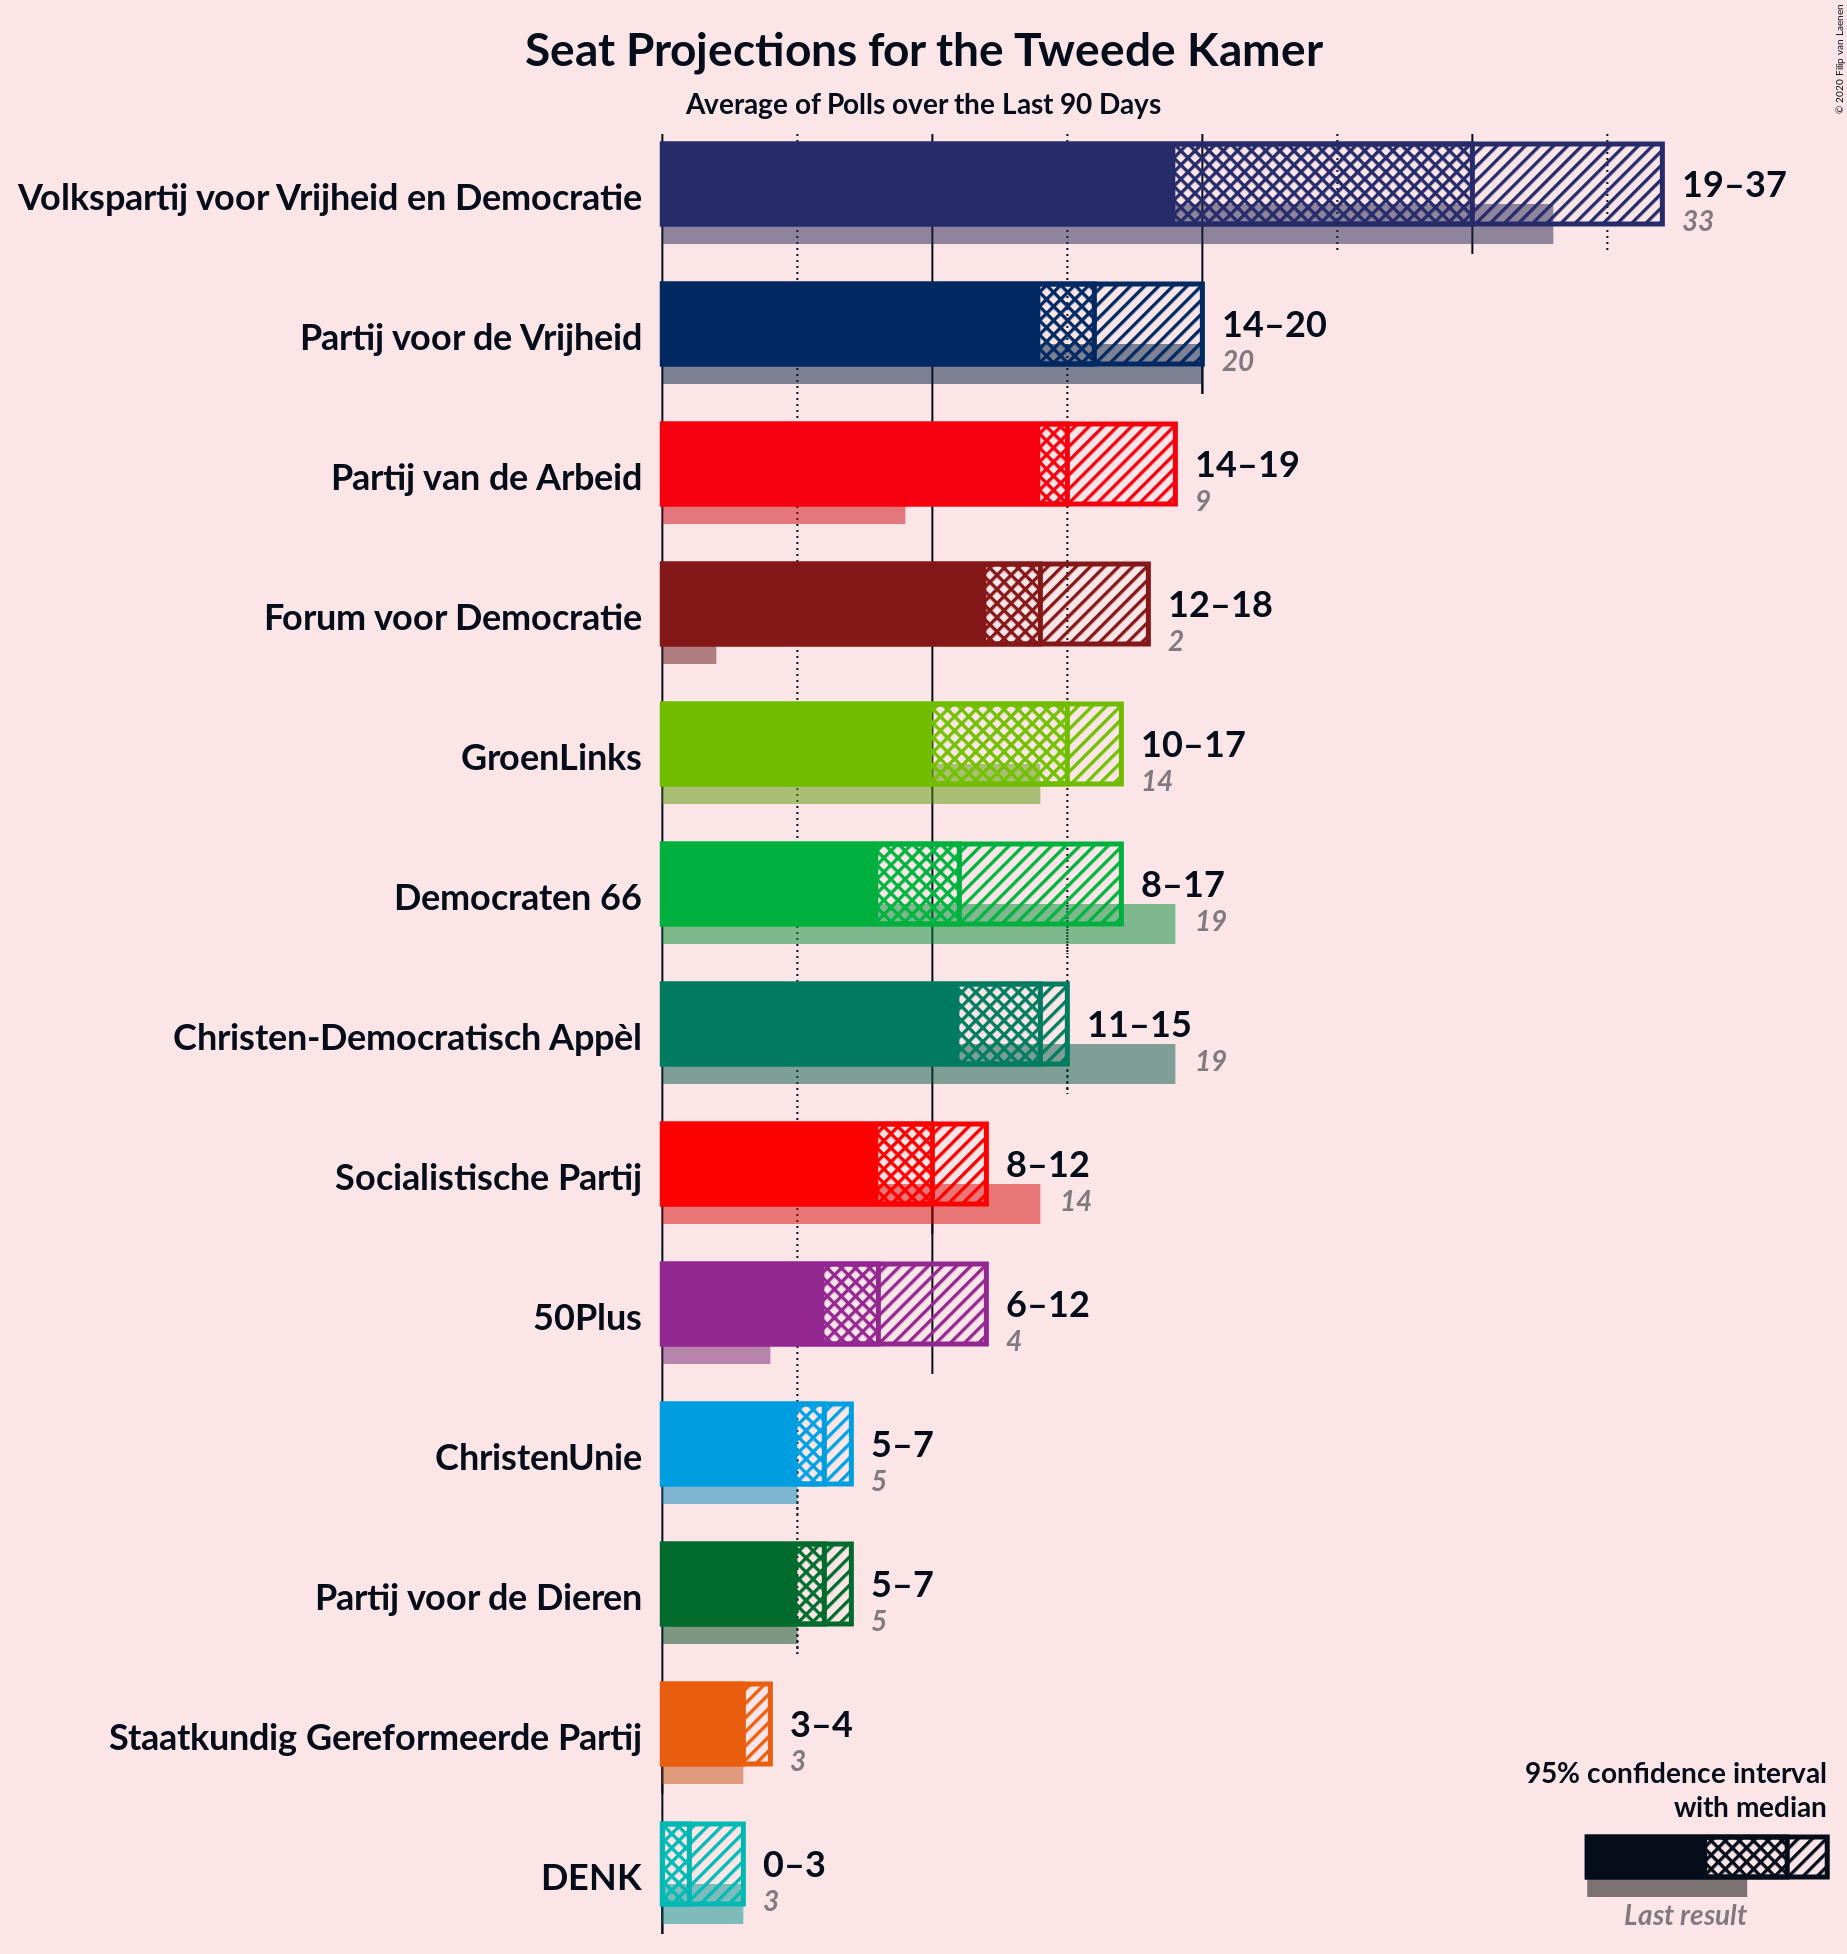 Seat Projections for the Tweede Kamer
Average of Polls over the Last 90 Days
© 2020 Filip van Laenen
Volkspartij voor Vrijheid en Democratie
19–37
33
Partij voor de Vrijheid
14–20
20
Partij van de Arbeid
14–19
9
Forum voor Democratie
12–18
2
GroenLinks
10–17
14
Democraten 66
8–17
19
Christen-Democratisch Appèl
11–15
19
Socialistische Partij
8–12
14
50Plus
6–12
4
ChristenUnie
5–7
5
Partij voor de Dieren
5–7
5
Staatkundig Gereformeerde Partij
3–4
3
DENK
0–3
3
95% confidence interval
with median
Last result